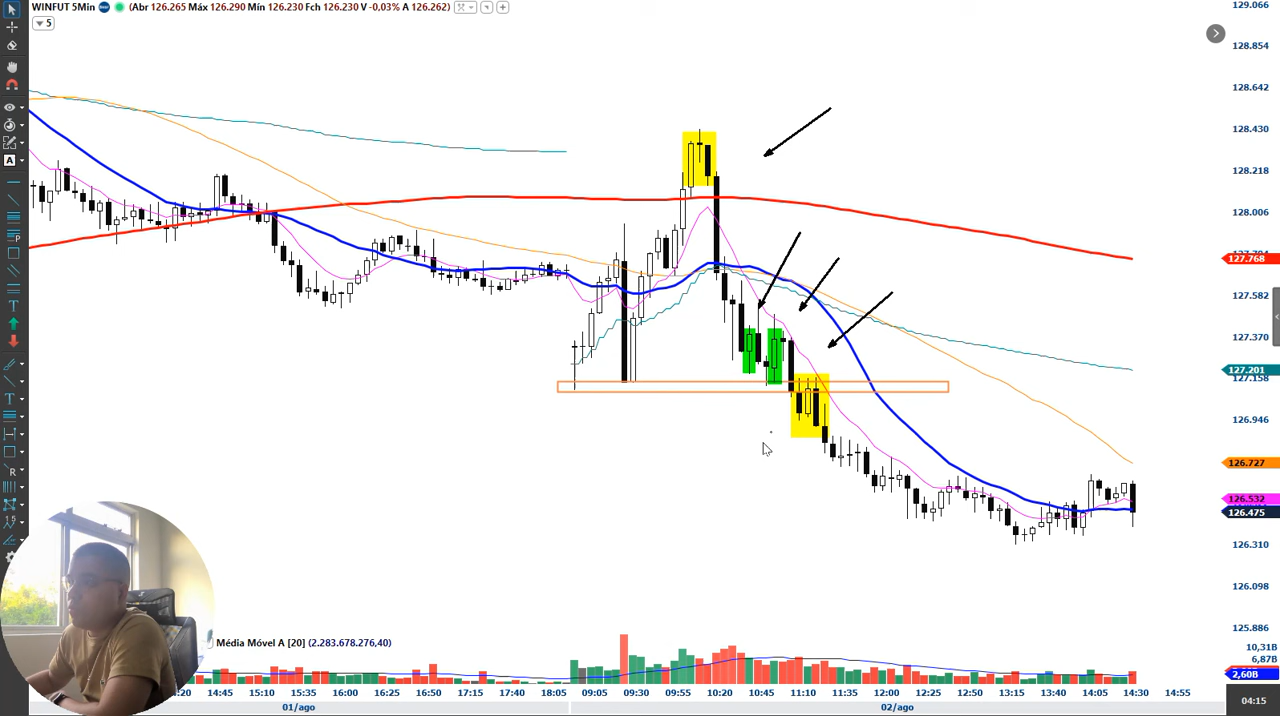 WINFUT 5Min (Abr 126.265 Máx 126.290 Mín 126.230 Fch 126.230 V -0,03% A 126.262)
5
129.066
128.854
128.642
128.430
128.218
128.006
127.768
127.582
127.370
127.201
127.158
126.946
126.727
126.532
126.475
126.310
126.098
125.886
Média Móvel A [20] (2.283.678.276,40)
10,31B
6,87B
2,60B
14:45 15:10 15:35 16:00 16:25 16:50 17:15 17:40 18:05 09:05 09:30 09:55 10:20 10:45 11:10 11:35 12:00 12:25 12:50 13:15 13:40 14:05 14:30 14:55
01/ago 02/ago
04:15